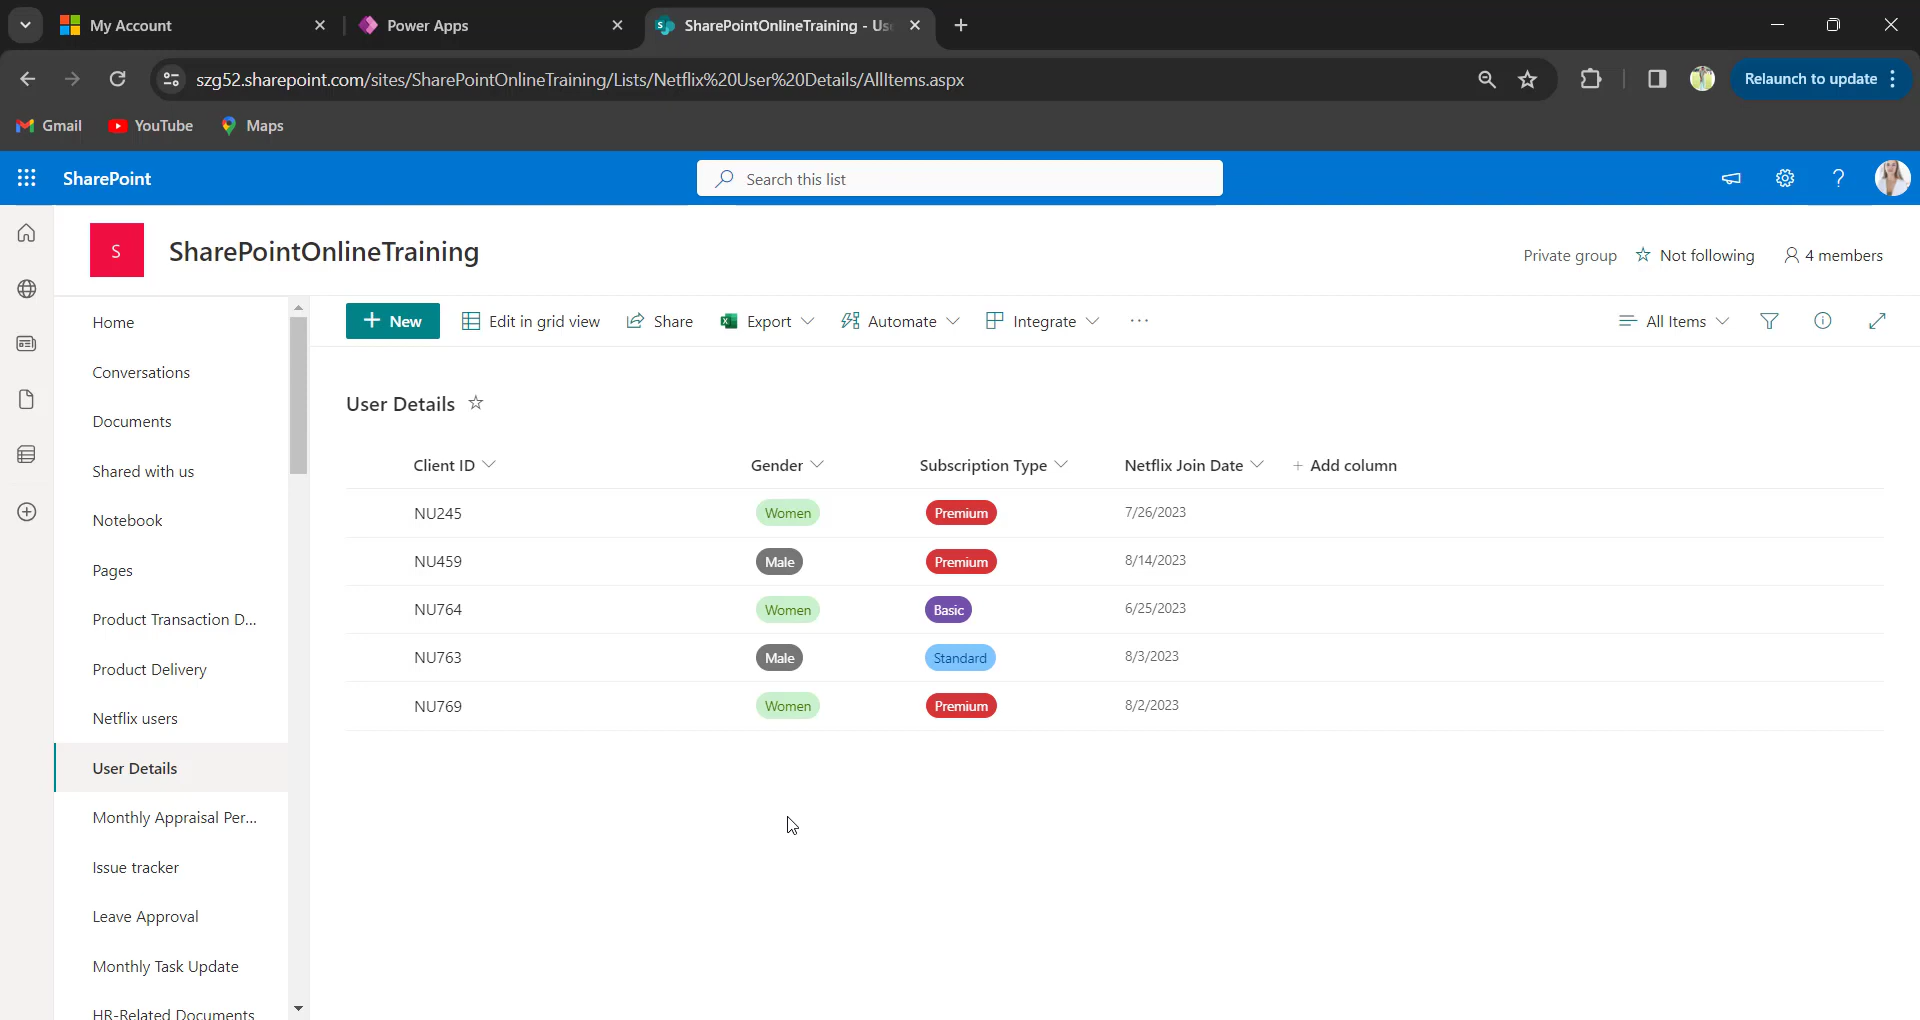 My Account
Power Apps
SharePointOnlineTraining - Us
szg52.sharepoint.com/sites/SharePointOnlineTraining/Lists/Netflix%20User%20Details/AllItems.aspx
Relaunch to update
Gmail YouTube Maps
SharePoint
Search this list
S
SharePointOnlineTraining
Private group Not following 4 members
Home
Conversations
Documents
Shared with us
Notebook
Pages
Product Transaction D...
Product Delivery
Netflix users
User Details
Monthly Appraisal Per...
Issue tracker
Leave Approval
Monthly Task Update
HR-Related Documents
+ New Edit in grid view Share Export Automate Integrate ...
All Items
User Details
Client ID Gender Subscription Type Netflix Join Date + Add column
NU245 Women Premium 7/26/2023
NU459 Male Premium 8/14/2023
NU764 Women Basic 6/25/2023
NU763 Male Standard 8/3/2023
NU769 Women Premium 8/2/2023